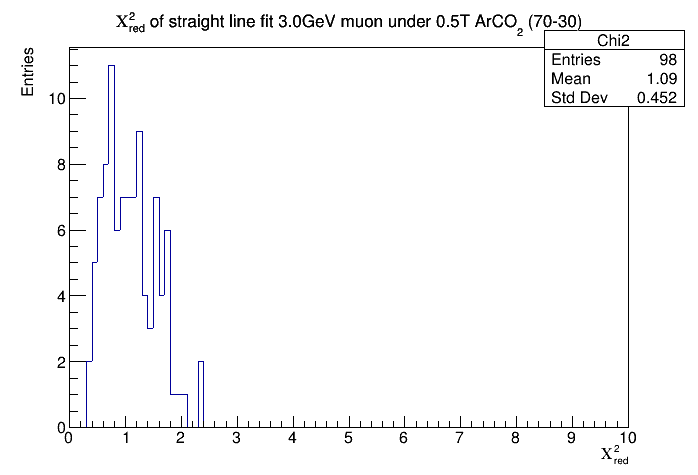 X²red of straight line fit 3.0GeV muon under 0.5T ArCO2 (70-30)
Chi2
Entries 98
Mean 1.09
Std Dev 0.452
Entries
10
8
6
4
2
0
0 1 2 3 4 5 6 7 8 9 10
X²red